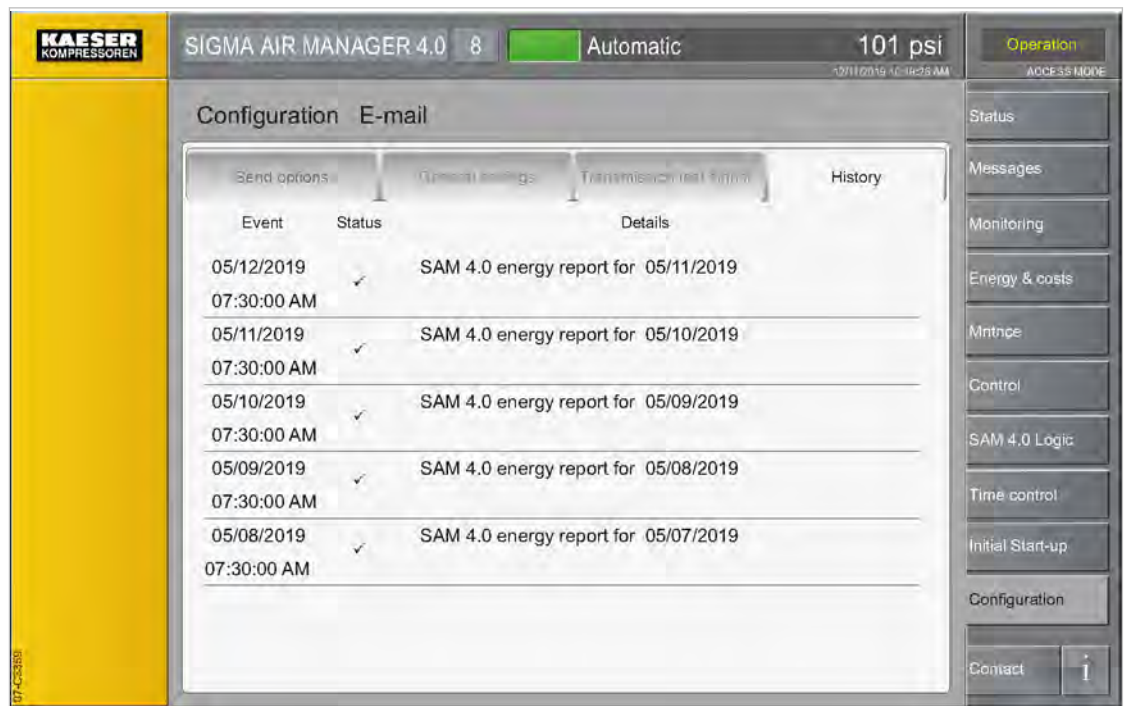 KAESER
KOMPRESSOREN
SIGMA AIR MANAGER 4.0 8 Automatic 101 psi
Operation
ACCESS MODE
Configuration E-mail
Send options
General settings
History
Event Status Details
05/12/2019
07:30:00 AM
✓ SAM 4.0 energy report for 05/11/2019
05/11/2019
07:30:00 AM
✓ SAM 4.0 energy report for 05/10/2019
05/10/2019
07:30:00 AM
✓ SAM 4.0 energy report for 05/09/2019
05/09/2019
07:30:00 AM
✓ SAM 4.0 energy report for 05/08/2019
05/08/2019
07:30:00 AM
✓ SAM 4.0 energy report for 05/07/2019
Status
Messages
Monitoring
Energy & costs
Mntnce
Control
SAM 4.0 Logic
Time control
Initial Start-up
Configuration
Contact i
07-C3359